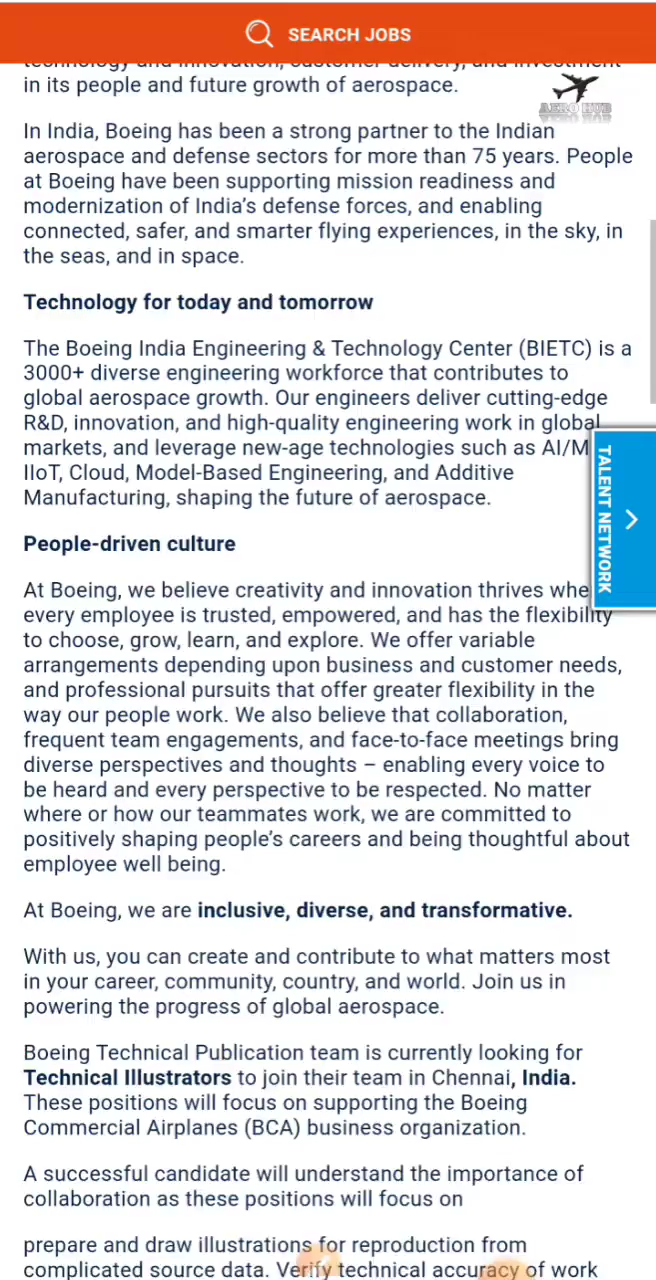 SEARCH JOBS
technology and innovation, customer delivery, and investment
in its people and future growth of aerospace.
AERO HUB
In India, Boeing has been a strong partner to the Indian
aerospace and defense sectors for more than 75 years. People
at Boeing have been supporting mission readiness and
modernization of India's defense forces, and enabling
connected, safer, and smarter flying experiences, in the sky, in
the seas, and in space.
Technology for today and tomorrow
The Boeing India Engineering & Technology Center (BIETC) is a
3000+ diverse engineering workforce that contributes to
global aerospace growth. Our engineers deliver cutting-edge
R&D, innovation, and high-quality engineering work in global
markets, and leverage new-age technologies such as AI/M
IIoT, Cloud, Model-Based Engineering, and Additive
Manufacturing, shaping the future of aerospace.
TALENT NETWORK
People-driven culture
At Boeing, we believe creativity and innovation thrives whe
every employee is trusted, empowered, and has the flexibility
to choose, grow, learn, and explore. We offer variable
arrangements depending upon business and customer needs,
and professional pursuits that offer greater flexibility in the
way our people work. We also believe that collaboration,
frequent team engagements, and face-to-face meetings bring
diverse perspectives and thoughts – enabling every voice to
be heard and every perspective to be respected. No matter
where or how our teammates work, we are committed to
positively shaping people's careers and being thoughtful about
employee well being.
At Boeing, we are inclusive, diverse, and transformative.
With us, you can create and contribute to what matters most
in your career, community, country, and world. Join us in
powering the progress of global aerospace.
Boeing Technical Publication team is currently looking for
Technical Illustrators to join their team in Chennai, India.
These positions will focus on supporting the Boeing
Commercial Airplanes (BCA) business organization.
A successful candidate will understand the importance of
collaboration as these positions will focus on
prepare and draw illustrations for reproduction from
complicated source data. Verify technical accuracy of work